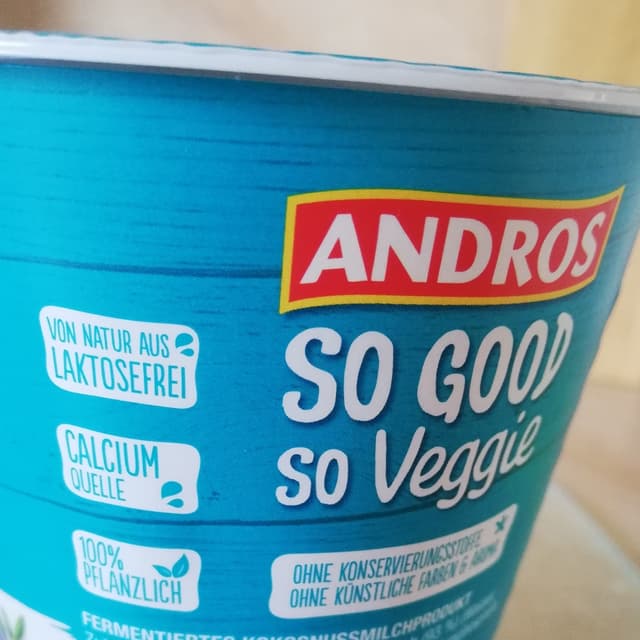 ANDROS
SO GOOD
so Veggie
VON NATUR AUS
LAKTOSEFREI
CALCIUM
QUELLE
100%
PFLANZLICH
OHNE KONSERVIERUNGSSTOFFE
OHNE KÜNSTLICHE FARBEN & AROMA
FERMENTIERTES KOKOSNUSSMILCHPRODUKT